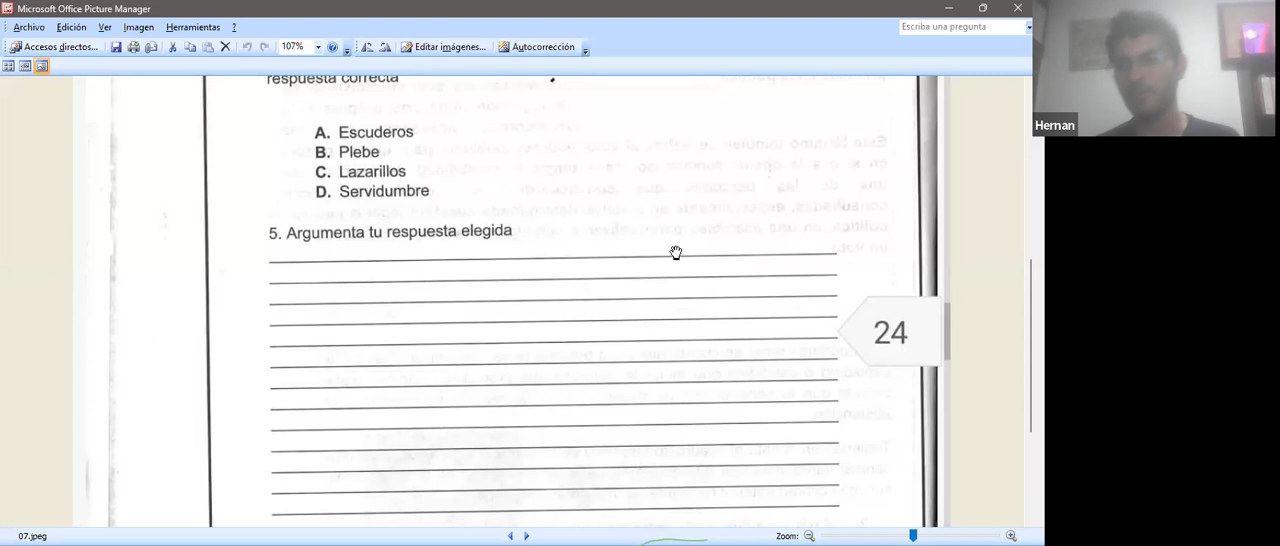 Microsoft Office Picture Manager
Archivo Edición Ver Imagen Herramientas ?
Escriba una pregunta
Accesos directos... 107% Editar imágenes... Autocorrección
respuesta correcta
A. Escuderos
B. Plebe
C. Lazarillos
D. Servidumbre
5. Argumenta tu respuesta elegida
24
Hernan
07.jpeg
Zoom: